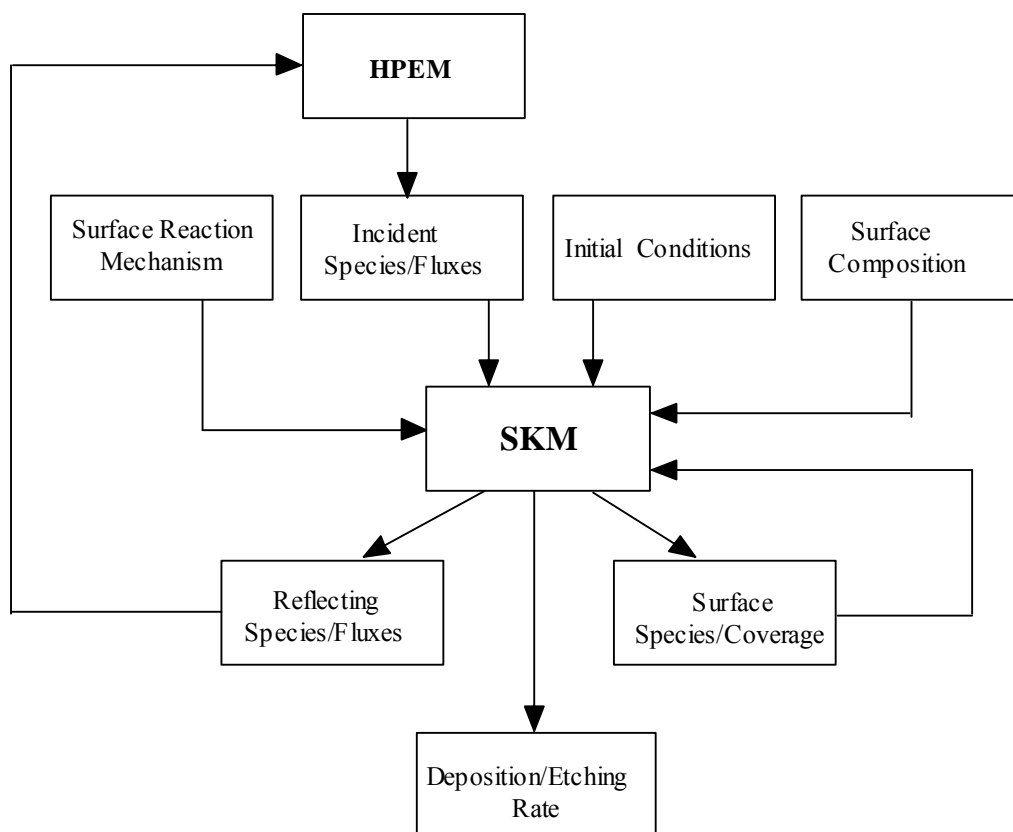 HPEM
Surface Reaction
Mechanism
Incident
Species/Fluxes
Initial Conditions
Surface
Composition
SKM
Reflecting
Species/Fluxes
Surface
Species/Coverage
Deposition/Etching
Rate